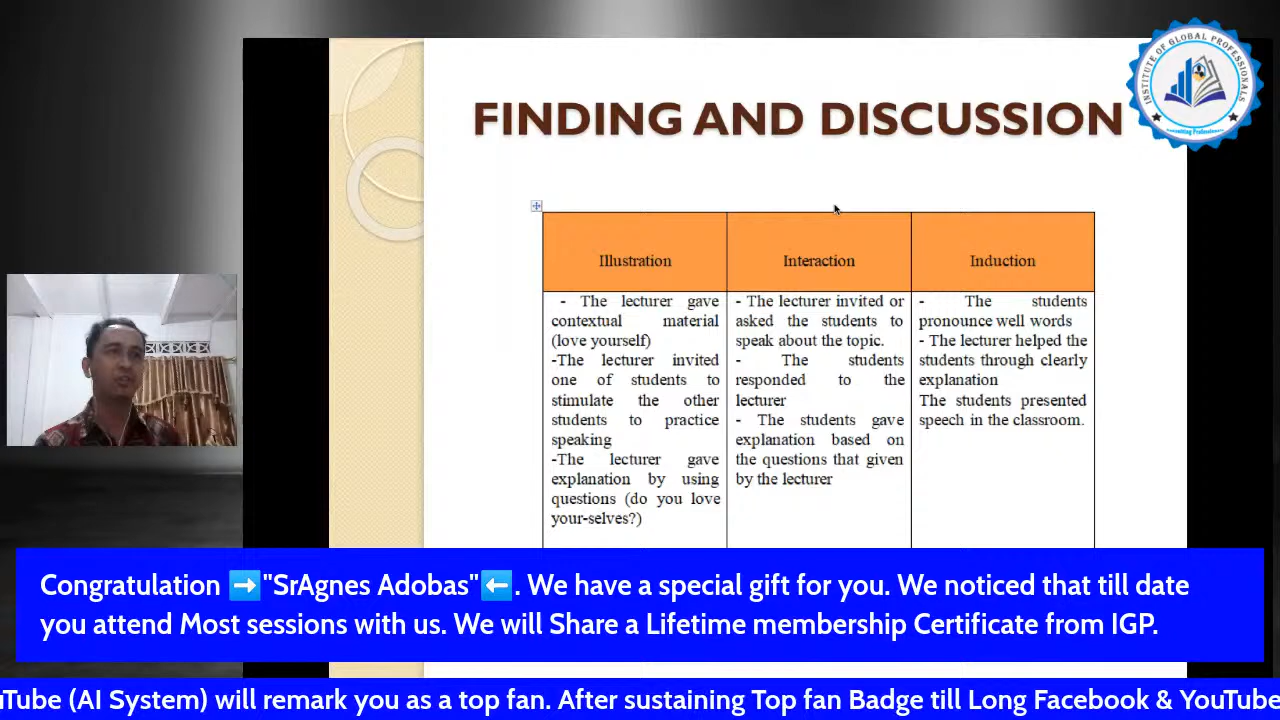 FINDING AND DISCUSSION
INSTITUTE OF GLOBAL PROFESSIONALS
Illustration
- The lecturer gave
contextual material
(love yourself)
-The lecturer invited
one of students to
stimulate the other
students to practice
speaking
-The lecturer gave
explanation by using
questions (do you love
your-selves?)
Interaction
- The lecturer invited or
asked the students to
speak about the topic.
- The students
responded to the
lecturer
- The students gave
explanation based on
the questions that given
by the lecturer
Induction
- The students
pronounce well words
- The lecturer helped the
students through clearly
explanation
The students presented
speech in the classroom.
Congratulation ➡️"SrAgnes Adobas"⬅️. We have a special gift for you. We noticed that till date
you attend Most sessions with us. We will Share a Lifetime membership Certificate from IGP.
uTube (AI System) will remark you as a top fan. After sustaining Top fan Badge till Long Facebook & YouTube